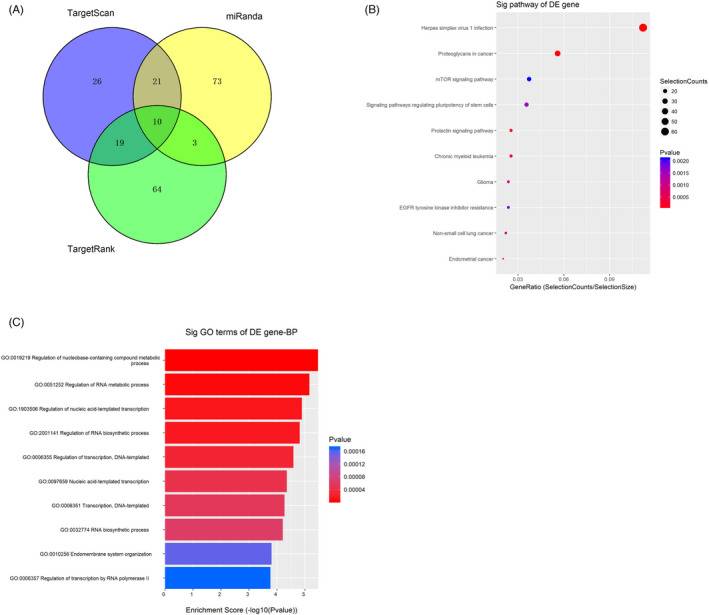 (A)
TargetScan
miRanda
26
21
73
10
19
3
64
TargetRank
(B)
Sig pathway of DE gene
Herpes simplex virus 1 infection
Proteoglycans in cancer
mTOR signaling pathway
Signaling pathways regulating pluripotency of stem cells
Prolactin signaling pathway
Chronic myeloid leukemia
Glioma
EGFR tyrosine kinase inhibitor resistance
Non-small cell lung cancer
Endometrial cancer
0.03
0.06
0.09
GeneRatio (SelectionCounts/SelectionSize)
SelectionCounts
20
30
40
50
60
Pvalue
0.0020
0.0015
0.0010
0.0005
(C)
Sig GO terms of DE gene-BP
GO:0019219 Regulation of nucleobase-containing compound metabolic
process
GO:0051252 Regulation of RNA metabolic process
GO:1903506 Regulation of nucleic acid-templated transcription
GO:2001141 Regulation of RNA biosynthetic process
GO:0006355 Regulation of transcription, DNA-templated
GO:0097659 Nucleic acid-templated transcription
GO:0006351 Transcription, DNA-templated
GO:0032774 RNA biosynthetic process
GO:0010256 Endomembrane system organization
GO:0006357 Regulation of transcription by RNA polymerase II
0
1
2
3
4
5
Enrichment Score (-log10(Pvalue))
Pvalue
0.00016
0.00012
0.00008
0.00004